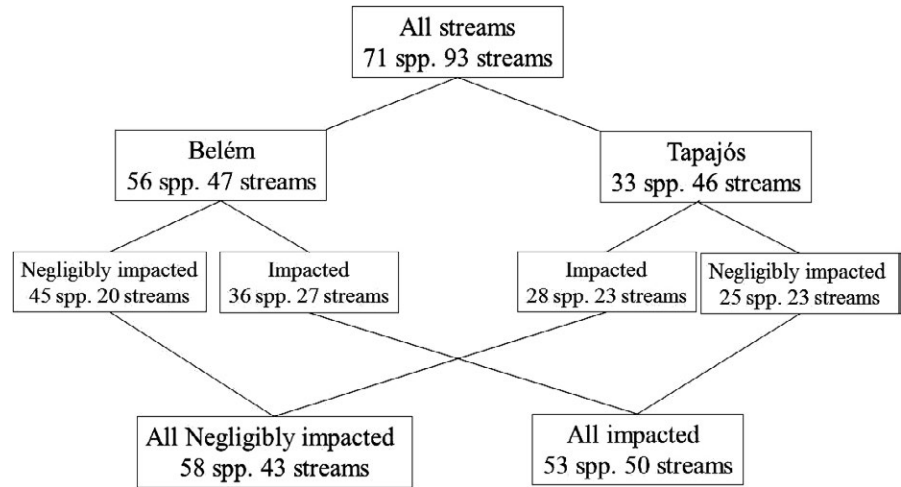 All streams
71 spp. 93 streams
Belém
56 spp. 47 streams
Tapajós
33 spp. 46 streams
Negligibly impacted
45 spp. 20 streams
Impacted
36 spp. 27 streams
Impacted
28 spp. 23 streams
Negligibly impacted
25 spp. 23 streams
All Negligibly impacted
58 spp. 43 streams
All impacted
53 spp. 50 streams